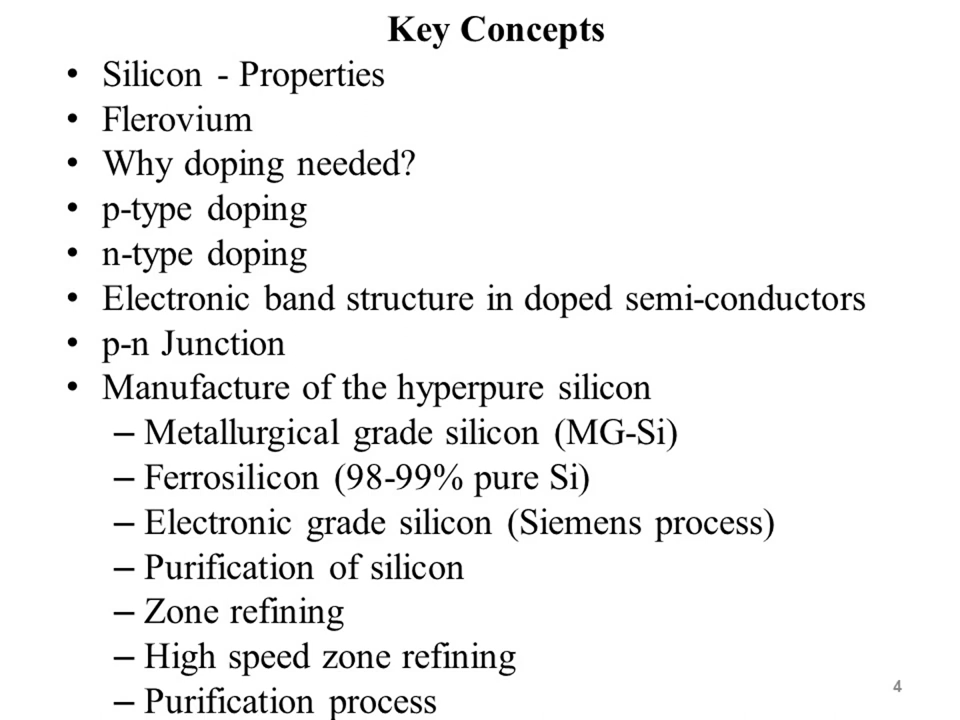 Key Concepts
• Silicon - Properties
• Flerovium
• Why doping needed?
• p-type doping
• n-type doping
• Electronic band structure in doped semi-conductors
• p-n Junction
• Manufacture of the hyperpure silicon
– Metallurgical grade silicon (MG-Si)
– Ferrosilicon (98-99% pure Si)
– Electronic grade silicon (Siemens process)
– Purification of silicon
– Zone refining
– High speed zone refining
– Purification process
4